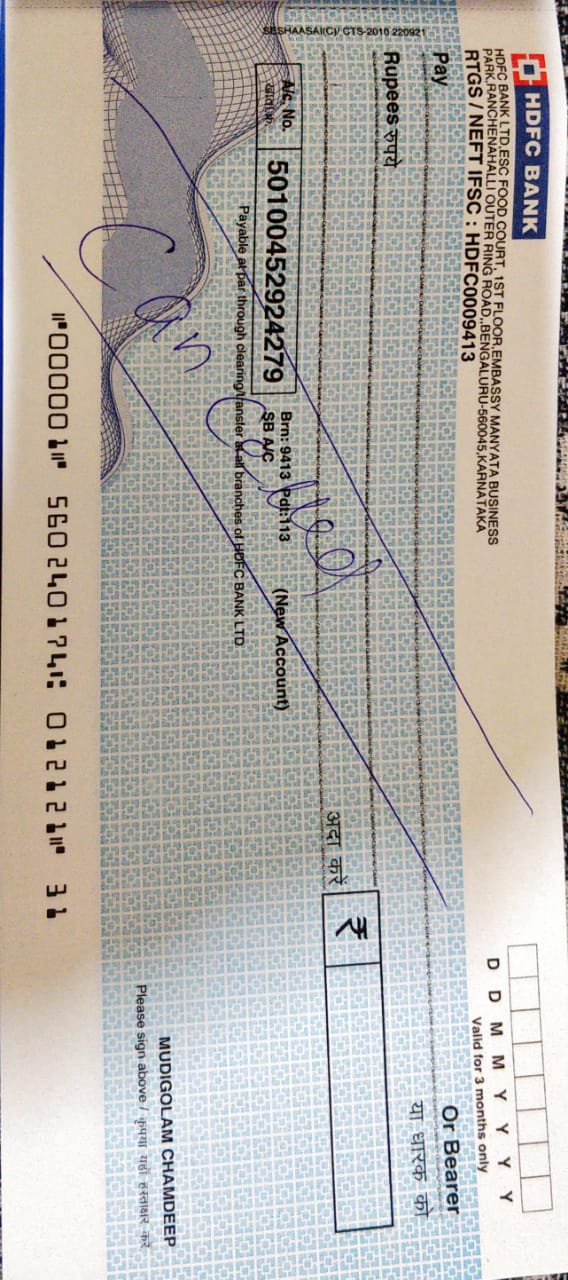 HDFC BANK
HDFC BANK LTD,ESC FOOD COURT, 1ST FLOOR,EMBASSY MANYATA BUSINESS
PARK,RANCHENAHALLI OUTER RING ROAD,,BENGALURU-560045,KARNATAKA
RTGS / NEFT IFSC : HDFC0009413
D D M M Y Y Y Y
Valid for 3 months only
Pay
Or Bearer
या धारक को
Rupees रुपये
अदा करें
₹
A/c. No.
खाता क्र.
50100452924279
Brn: 9413 Pdt:113
SB A/C
(New Account)
Payable at par through clearing/transfer at all branches of HDFC BANK LTD
Cancelled
SESHAASAI(C)/ CTS-2010 220921
MUDIGOLAM CHAMDEEP
Please sign above / कृपया यहाँ हस्ताक्षर करें
⑈000001⑈ 560240174⑆ 012121⑈ 31